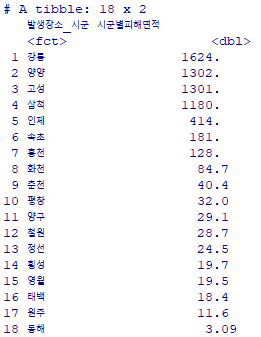 # A tibble: 18 x 2
발생장소_시군 시군별피해면적
<fct> <dbl>
1 강릉 1624.
2 양양 1302.
3 고성 1301.
4 삼척 1180.
5 인제 414.
6 속초 181.
7 홍천 128.
8 화천 84.7
9 춘천 40.4
10 평창 32.0
11 양구 29.1
12 철원 28.7
13 정선 24.5
14 횡성 19.7
15 영월 19.5
16 태백 18.4
17 원주 11.6
18 동해 3.09